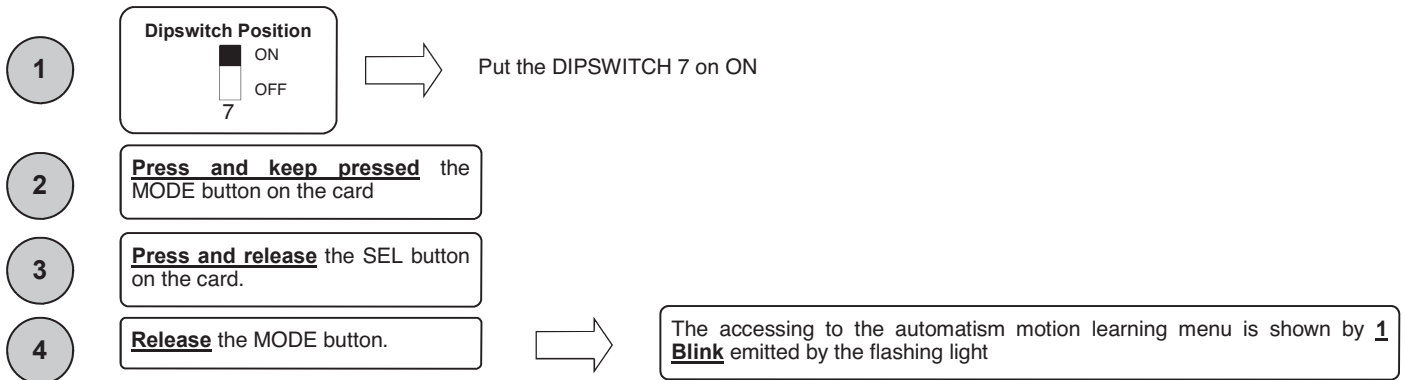 1
Dipswitch Position
ON
OFF
7
Put the DIPSWITCH 7 on ON
2
Press and keep pressed the
MODE button on the card
3
Press and release the SEL button
on the card.
4
Release the MODE button.
The accessing to the automatism motion learning menu is shown by 1
Blink emitted by the flashing light